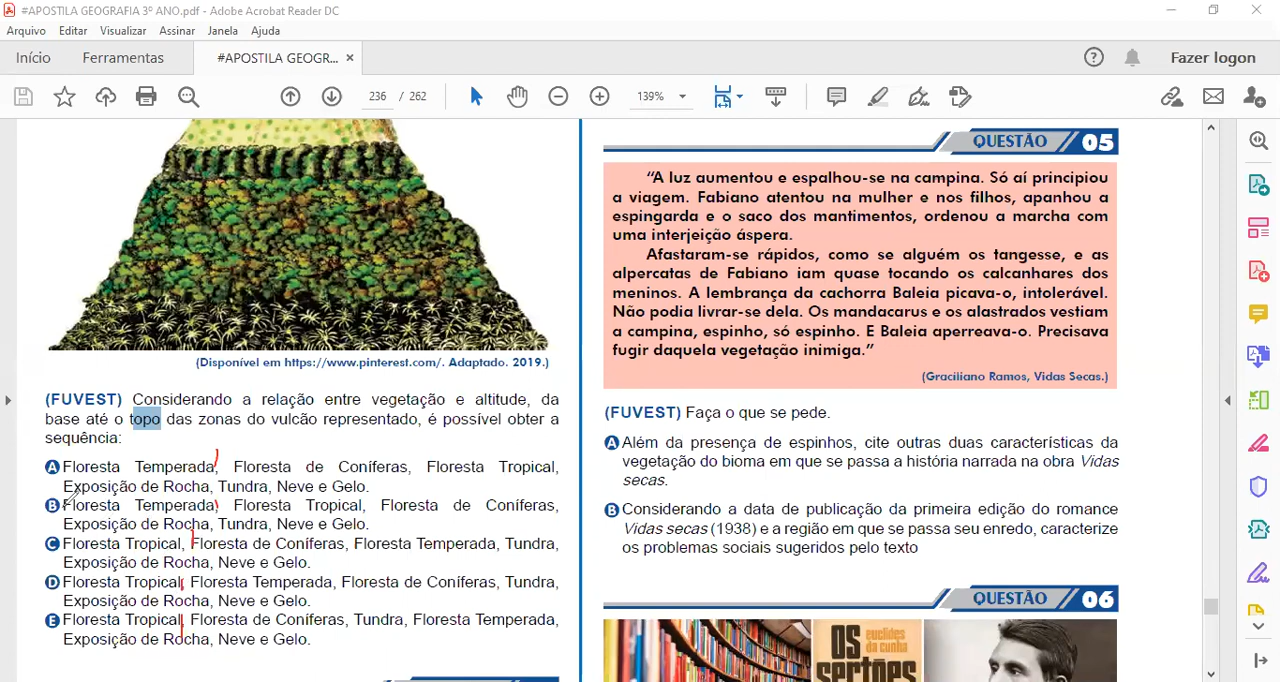 #APOSTILA GEOGRAFIA 3º ANO.pdf - Adobe Acrobat Reader DC
Arquivo Editar Visualizar Assinar Janela Ajuda
Início Ferramentas #APOSTILA GEOGR... × Fazer logon
236 / 262 139%
(Disponível em https://www.pinterest.com/. Adaptado. 2019.)
(FUVEST) Considerando a relação entre vegetação e altitude, da
base até o topo das zonas do vulcão representado, é possível obter a
sequência:
A Floresta Temperada, Floresta de Coníferas, Floresta Tropical,
Exposição de Rocha, Tundra, Neve e Gelo.
B Floresta Temperada, Floresta Tropical, Floresta de Coníferas,
Exposição de Rocha, Tundra, Neve e Gelo.
C Floresta Tropical, Floresta de Coníferas, Floresta Temperada, Tundra,
Exposição de Rocha, Neve e Gelo.
D Floresta Tropical, Floresta Temperada, Floresta de Coníferas, Tundra,
Exposição de Rocha, Neve e Gelo.
E Floresta Tropical, Floresta de Coníferas, Tundra, Floresta Temperada,
Exposição de Rocha, Neve e Gelo.
QUESTÃO 05
“A luz aumentou e espalhou-se na campina. Só aí principiou
a viagem. Fabiano atentou na mulher e nos filhos, apanhou a
espingarda e o saco dos mantimentos, ordenou a marcha com
uma interjeição áspera.
Afastaram-se rápidos, como se alguém os tangesse, e as
alpercatas de Fabiano iam quase tocando os calcanhares dos
meninos. A lembrança da cachorra Baleia picava-o, intolerável.
Não podia livrar-se dela. Os mandacarus e os alastrados vestiam
a campina, espinho, só espinho. E Baleia aperreava-o. Precisava
fugir daquela vegetação inimiga.”
(Graciliano Ramos, Vidas Secas.)
(FUVEST) Faça o que se pede.
A Além da presença de espinhos, cite outras duas características da
vegetação do bioma em que se passa a história narrada na obra Vidas
secas.
B Considerando a data de publicação da primeira edição do romance
Vidas secas (1938) e a região em que se passa seu enredo, caracterize
os problemas sociais sugeridos pelo texto
QUESTÃO 06
OS
euclides
da cunha
sertões